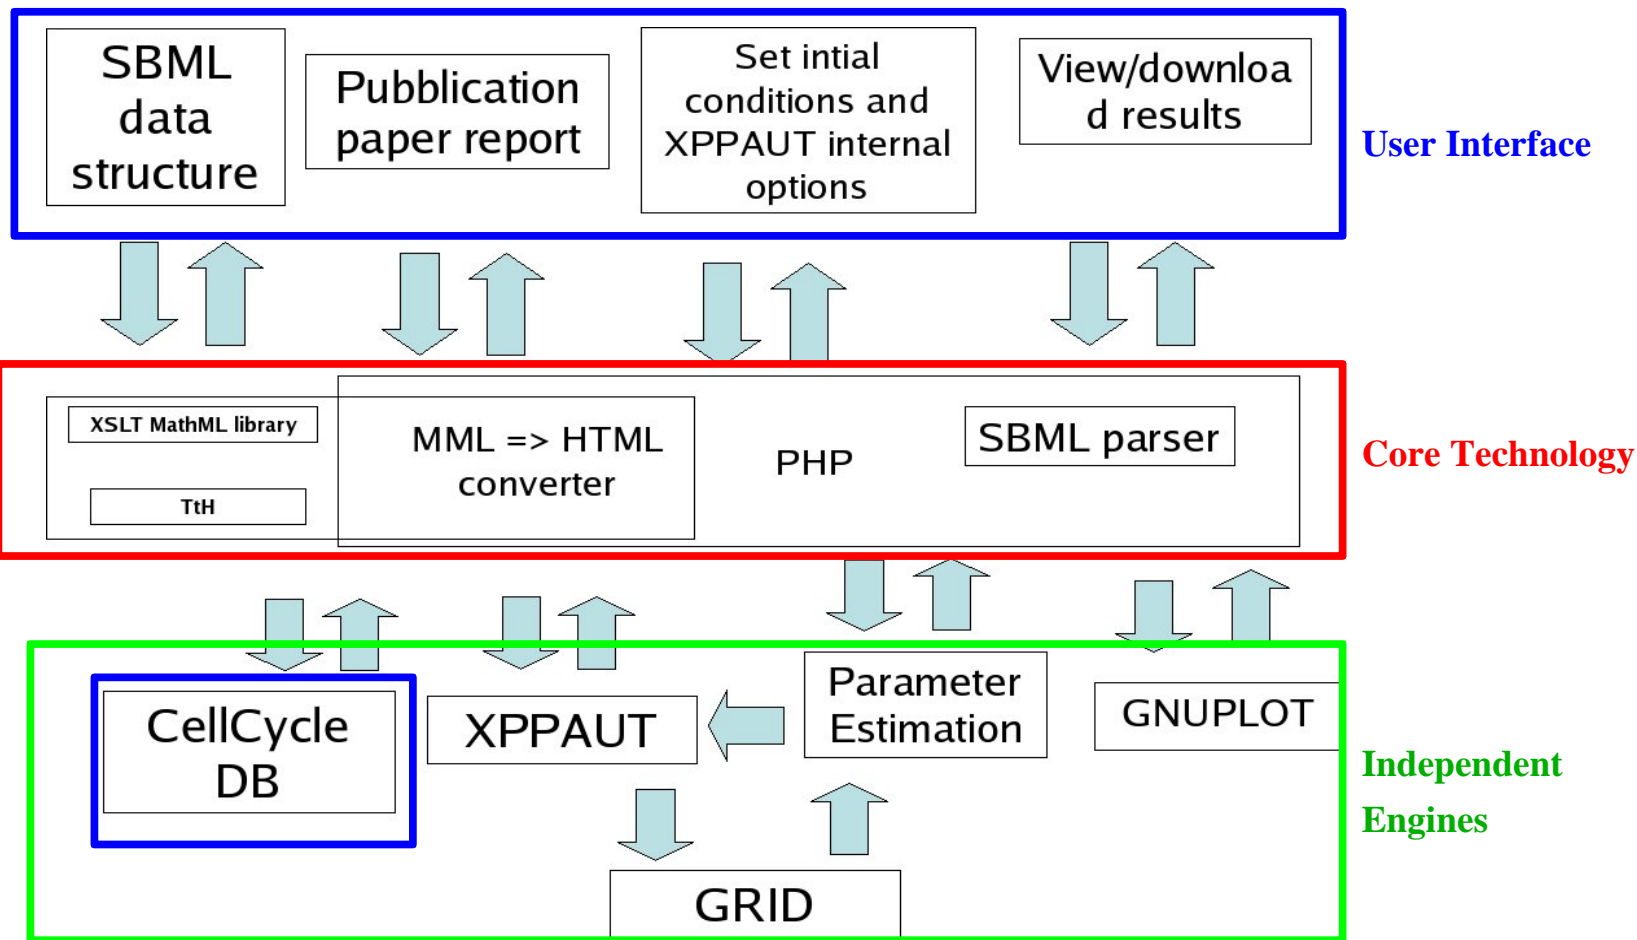 SBML
data
structure
Pubblication
paper report
Set intial
conditions and
XPPAUT internal
options
View/downloa
d results
User Interface
XSLT MathML library
TtH
MML => HTML
converter
PHP
SBML parser
Core Technology
CellCycle
DB
XPPAUT
Parameter
Estimation
GNUPLOT
GRID
Independent
Engines